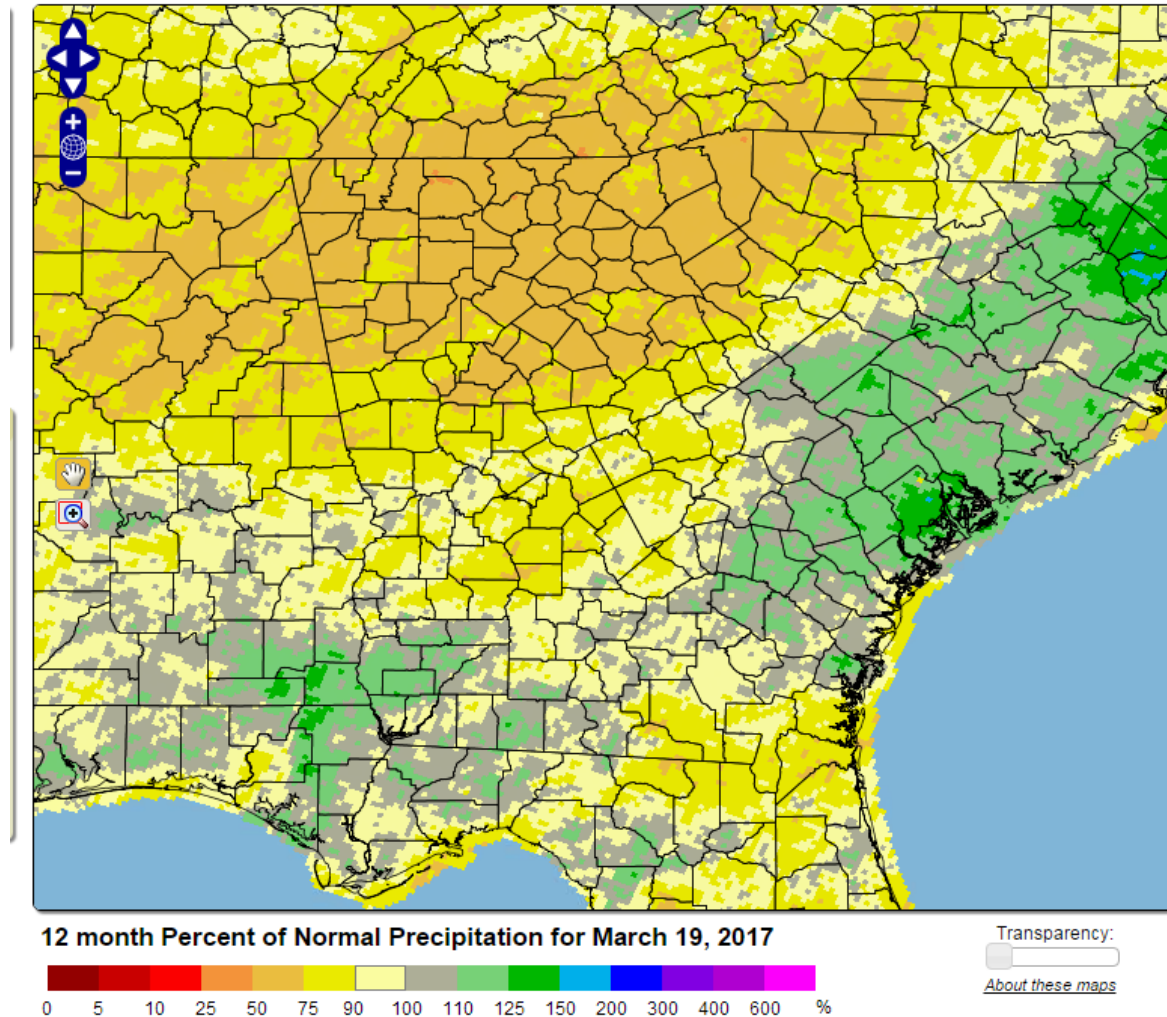 12 month Percent of Normal Precipitation for March 19, 2017
Transparency:
About these maps
0 5 10 25 50 75 90 100 110 125 150 200 300 400 600 %